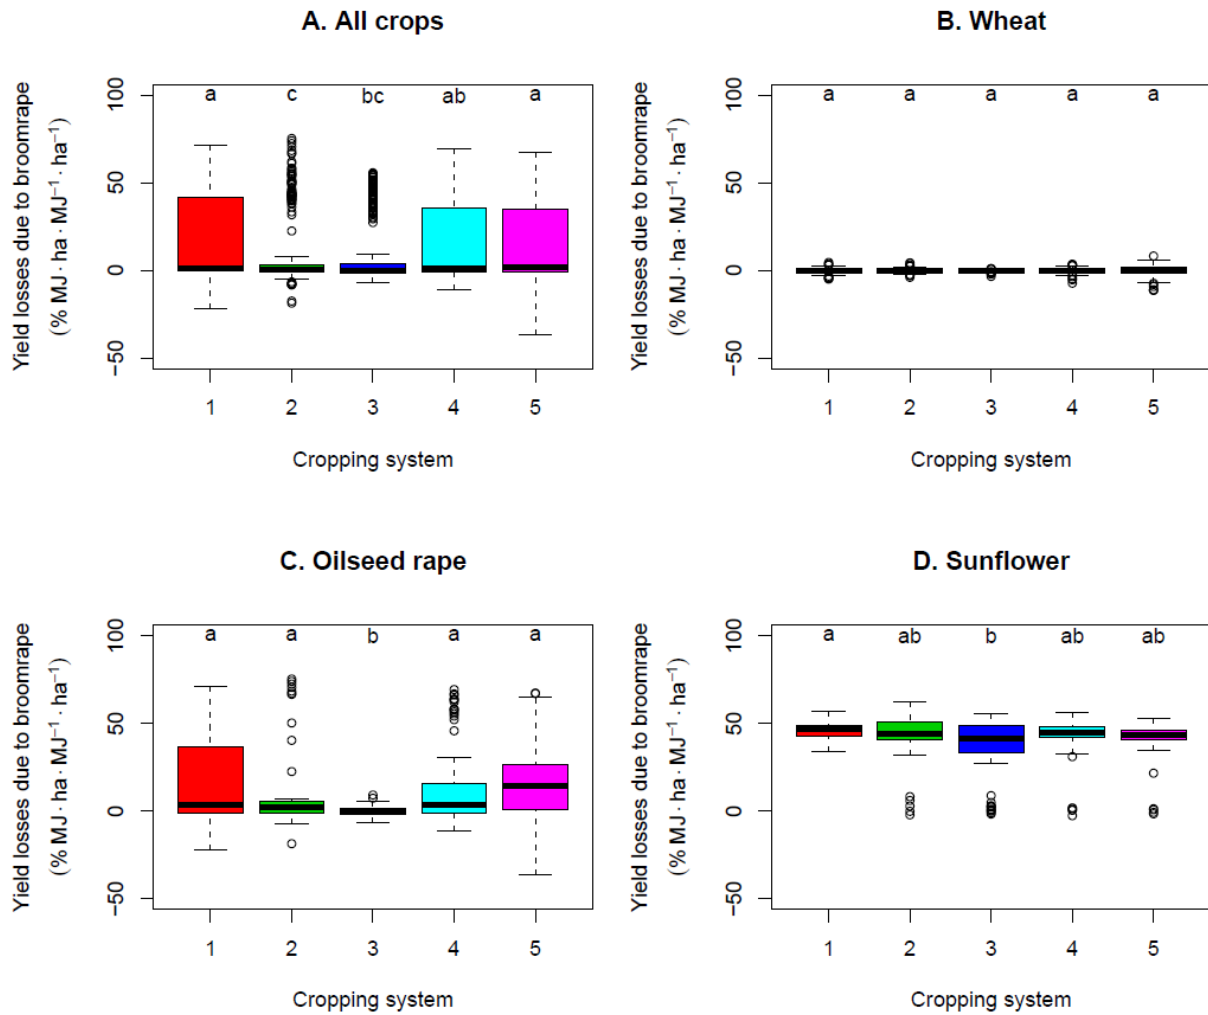 A. All crops
Yield losses due to broomrape
(% MJ · ha · MJ⁻¹ · ha⁻¹)
100
50
0
−50
a c bc ab a
1 2 3 4 5
Cropping system
B. Wheat
Yield losses due to broomrape
(% MJ · ha · MJ⁻¹ · ha⁻¹)
100
50
0
−50
a a a a a
1 2 3 4 5
Cropping system
C. Oilseed rape
Yield losses due to broomrape
(% MJ · ha · MJ⁻¹ · ha⁻¹)
100
50
0
−50
a a b a a
1 2 3 4 5
Cropping system
D. Sunflower
Yield losses due to broomrape
(% MJ · ha · MJ⁻¹ · ha⁻¹)
100
50
0
−50
a ab b ab ab
1 2 3 4 5
Cropping system